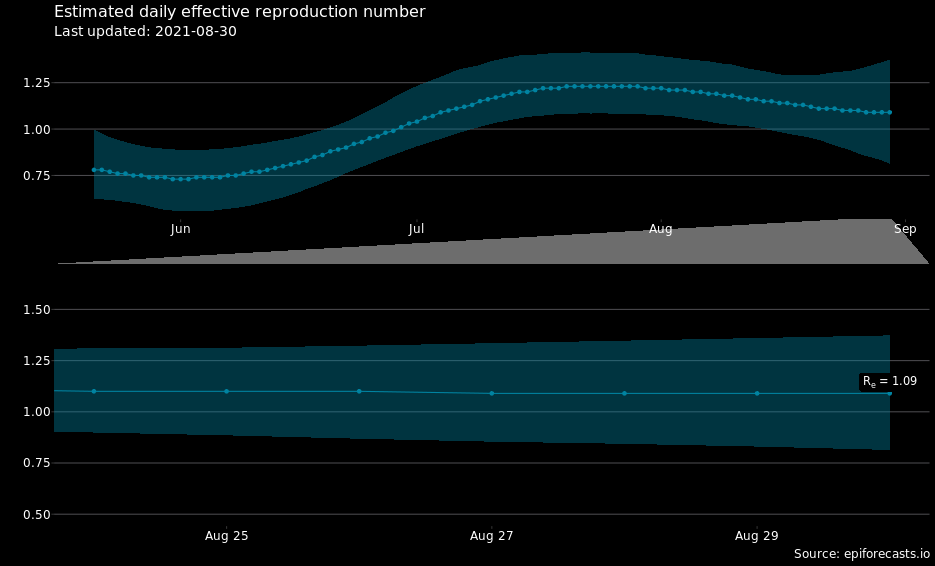 Estimated daily effective reproduction number
Last updated: 2021-08-30
1.25
1.00
0.75
Jun Jul Aug Sep
1.50
1.25
Re = 1.09
1.00
0.75
0.50
Aug 25 Aug 27 Aug 29
Source: epiforecasts.io